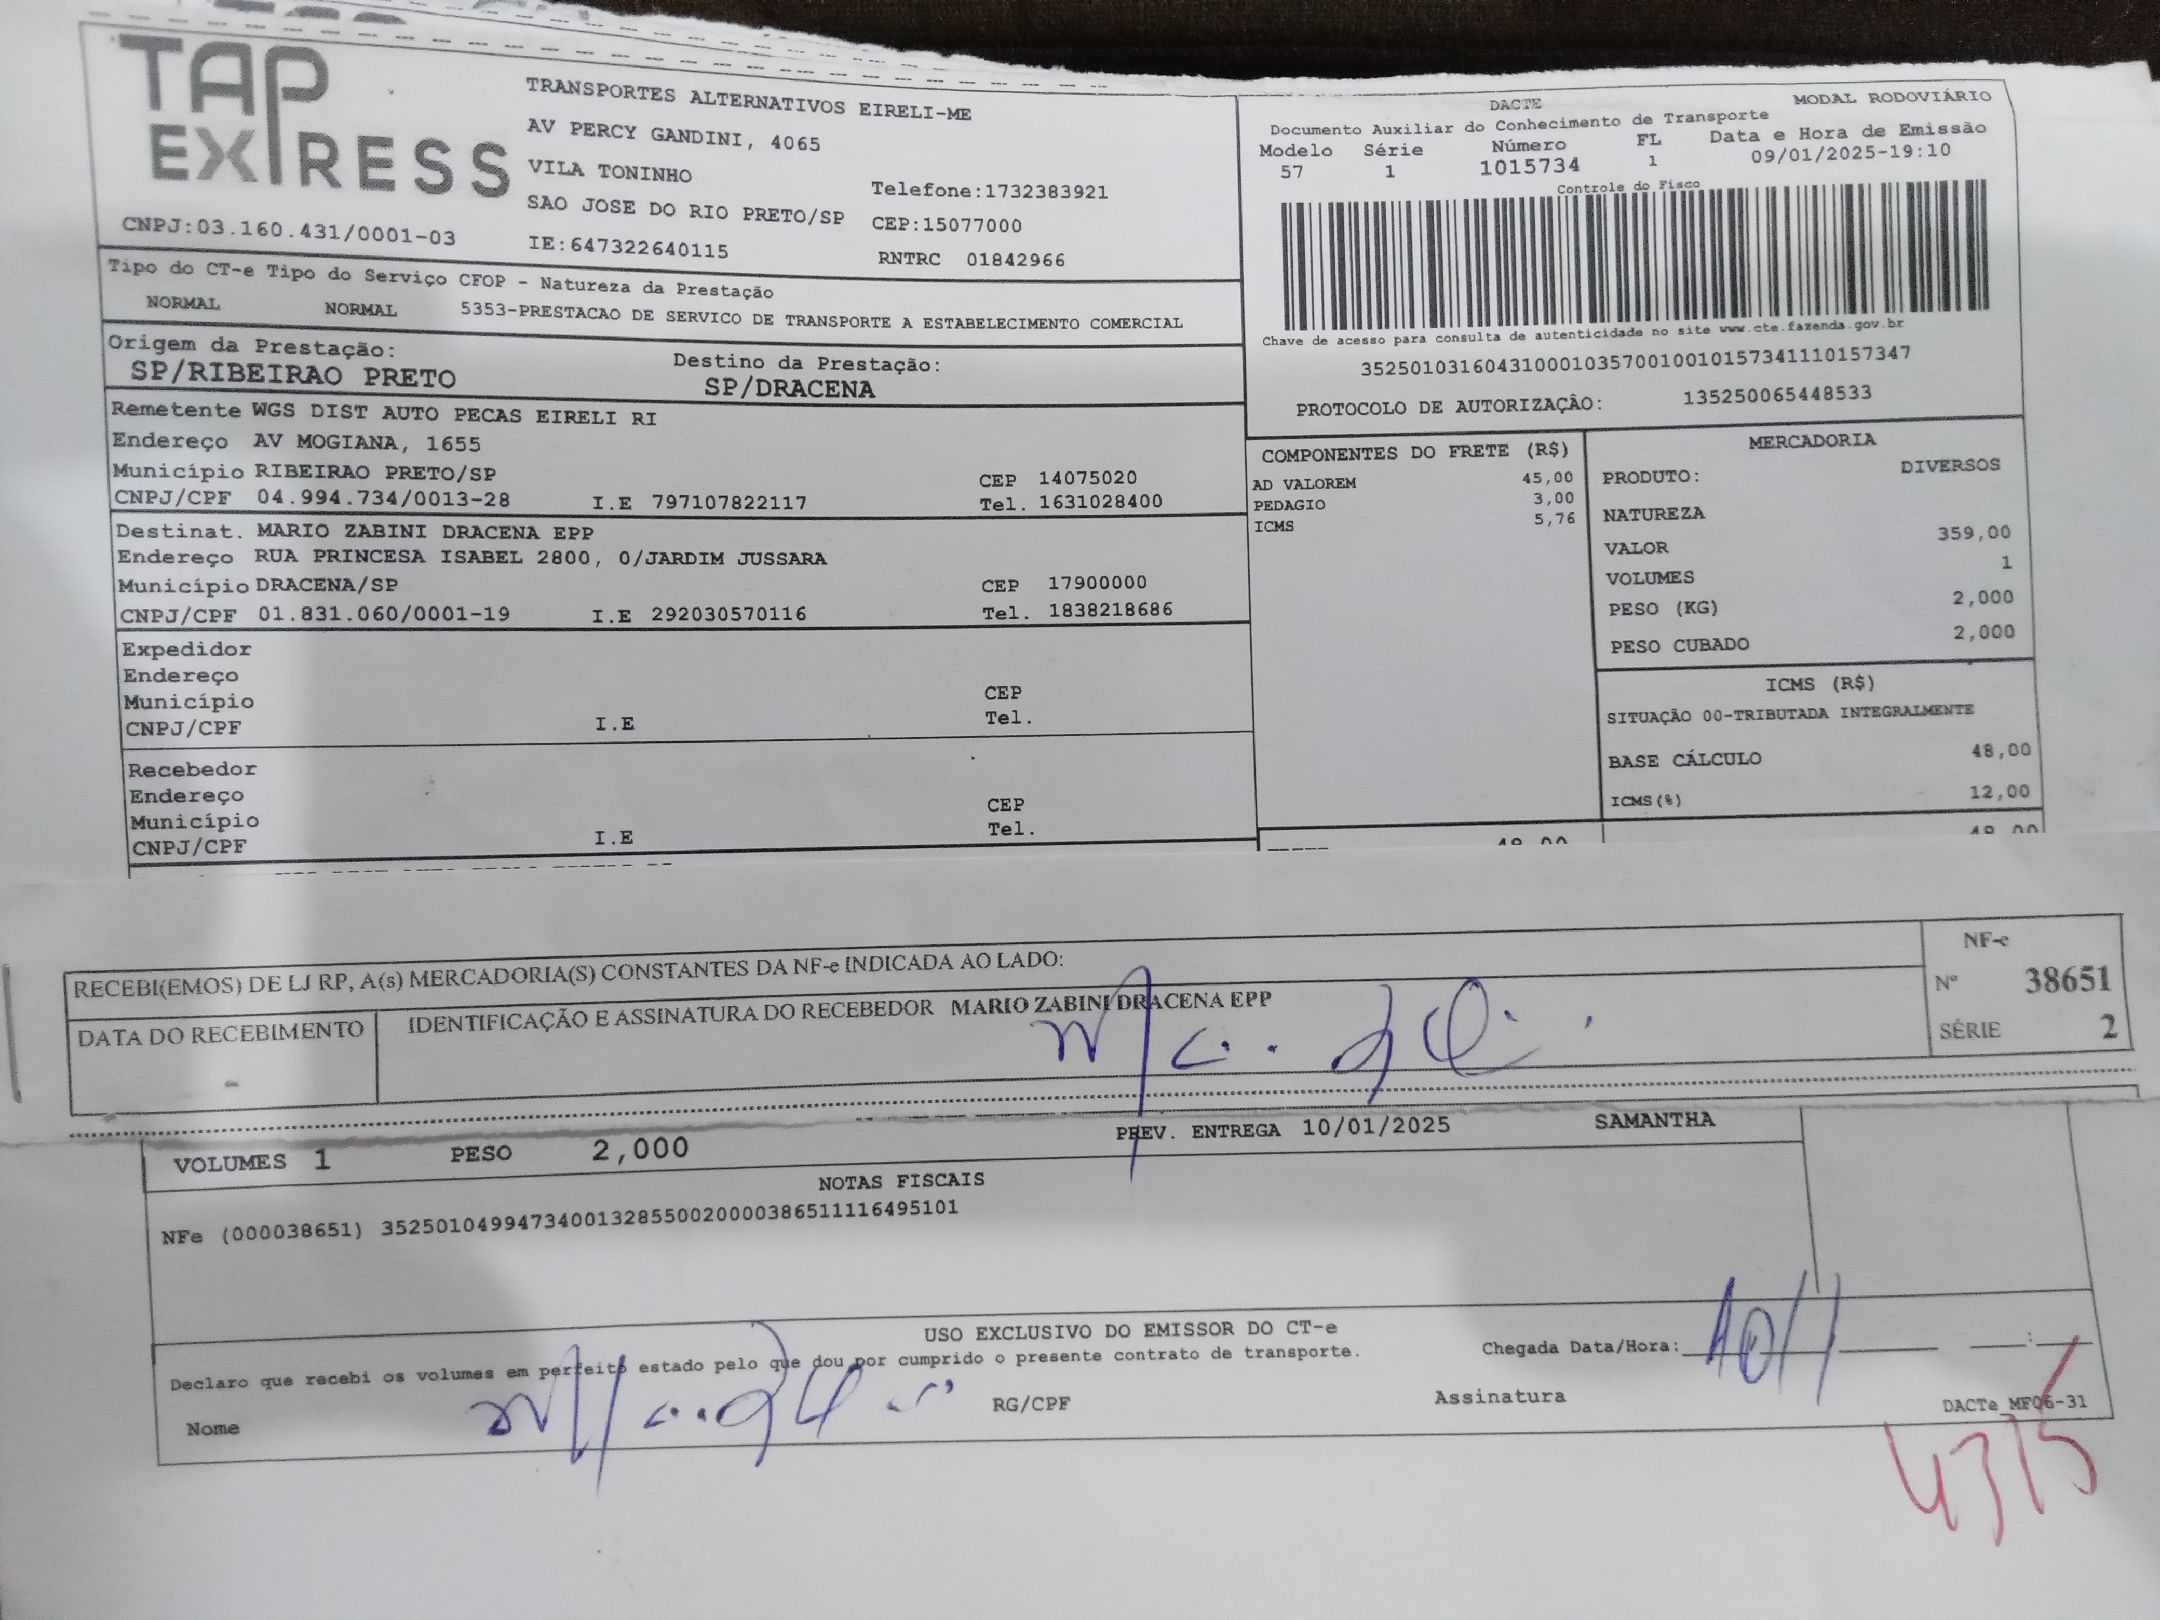 TAP EXPRESS
TRANSPORTES ALTERNATIVOS EIRELI-ME
AV PERCY GANDINI, 4065
VILA TONINHO
SAO JOSE DO RIO PRETO/SP
Telefone:1732383921
CEP:15077000
CNPJ:03.160.431/0001-03
IE:647322640115
RNTRC 01842966
DACTE
MODAL RODOVIÁRIO
Documento Auxiliar do Conhecimento de Transporte
Modelo Série Número FL Data e Hora de Emissão
57 1 1015734 1 09/01/2025-19:10
Controle do Fisco
Chave de acesso para consulta de autenticidade no site www.cte.fazenda.gov.br
35250103160431000103570010010157341110157347
PROTOCOLO DE AUTORIZAÇÃO: 135250065448533
Tipo do CT-e Tipo do Serviço CFOP - Natureza da Prestação
NORMAL NORMAL 5353-PRESTACAO DE SERVICO DE TRANSPORTE A ESTABELECIMENTO COMERCIAL
Origem da Prestação: Destino da Prestação:
SP/RIBEIRAO PRETO SP/DRACENA
Remetente WGS DIST AUTO PECAS EIRELI RI
Endereço AV MOGIANA, 1655
Município RIBEIRAO PRETO/SP CEP 14075020
CNPJ/CPF 04.994.734/0013-28 I.E 797107822117 Tel. 1631028400
Destinat. MARIO ZABINI DRACENA EPP
Endereço RUA PRINCESA ISABEL 2800, 0/JARDIM JUSSARA
Município DRACENA/SP CEP 17900000
CNPJ/CPF 01.831.060/0001-19 I.E 292030570116 Tel. 1838218686
Expedidor
Endereço
Município CEP
CNPJ/CPF I.E Tel.
Recebedor
Endereço
Município CEP
CNPJ/CPF I.E Tel.
COMPONENTES DO FRETE (R$)
AD VALOREM 45,00
PEDAGIO 3,00
ICMS 5,76
MERCADORIA
PRODUTO: DIVERSOS
NATUREZA
VALOR 359,00
VOLUMES 1
PESO (KG) 2,000
PESO CUBADO 2,000
ICMS (R$)
SITUAÇÃO 00-TRIBUTADA INTEGRALMENTE
BASE CÁLCULO 48,00
ICMS(%) 12,00
RECEBI(EMOS) DE LJ RP, A(s) MERCADORIA(S) CONSTANTES DA NF-e INDICADA AO LADO:
DATA DO RECEBIMENTO
IDENTIFICAÇÃO E ASSINATURA DO RECEBEDOR MARIO ZABINI DRACENA EPP
NF-e
Nº 38651
SÉRIE 2
VOLUMES 1 PESO 2,000 PREV. ENTREGA 10/01/2025 SAMANTHA
NOTAS FISCAIS
NFe (000038651) 35250104994734001328550020000386511116495101
USO EXCLUSIVO DO EMISSOR DO CT-e
Declaro que recebi os volumes em perfeito estado pelo que dou por cumprido o presente contrato de transporte.
Chegada Data/Hora: 10/1 :
Nome RG/CPF Assinatura
DACTe MF06-31